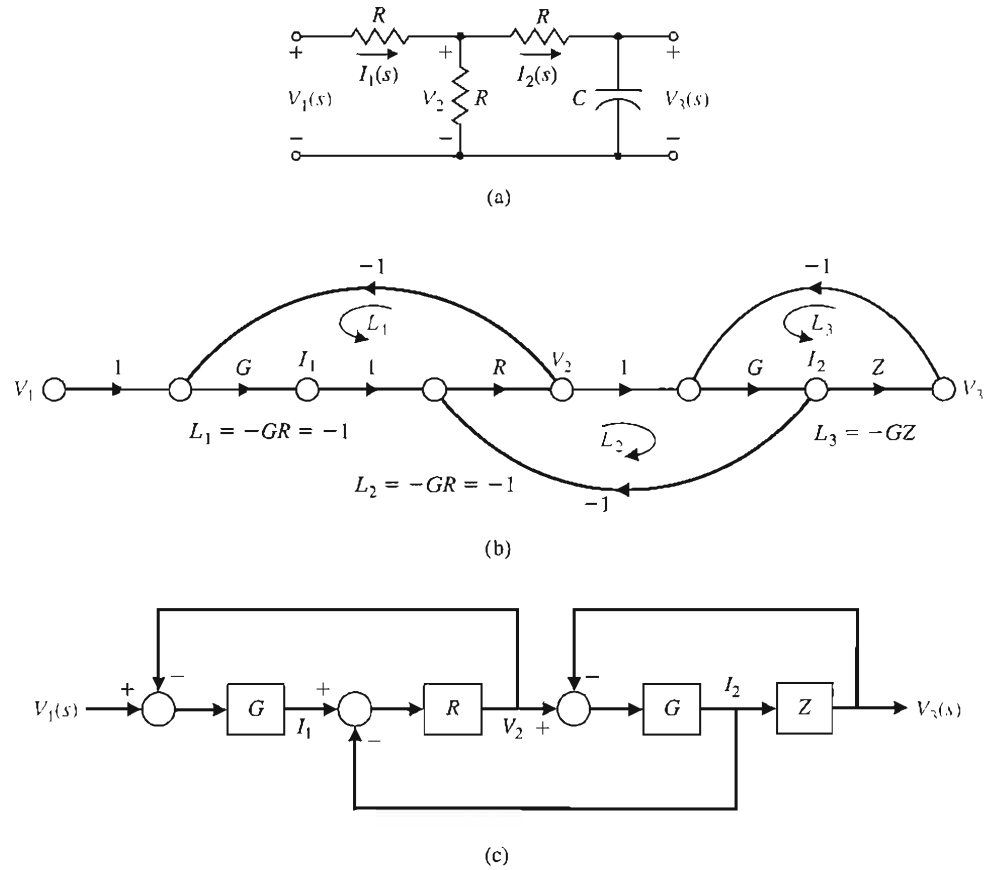 R R
+ + +
I₁(s) I₂(s)
V₁(s) V₂ R C V₃(s)
− − −
(a)
−1 −1
L₁ L₃
V₁ 1 G I₁ 1 R V₂ 1 G I₂ Z V₃
L₁ = −GR = −1 L₂ L₃ = −GZ
L₂ = −GR = −1
−1
(b)
− − I₂
V₁(s) + G + R G Z V₃(s)
I₁ − V₂ +
(c)